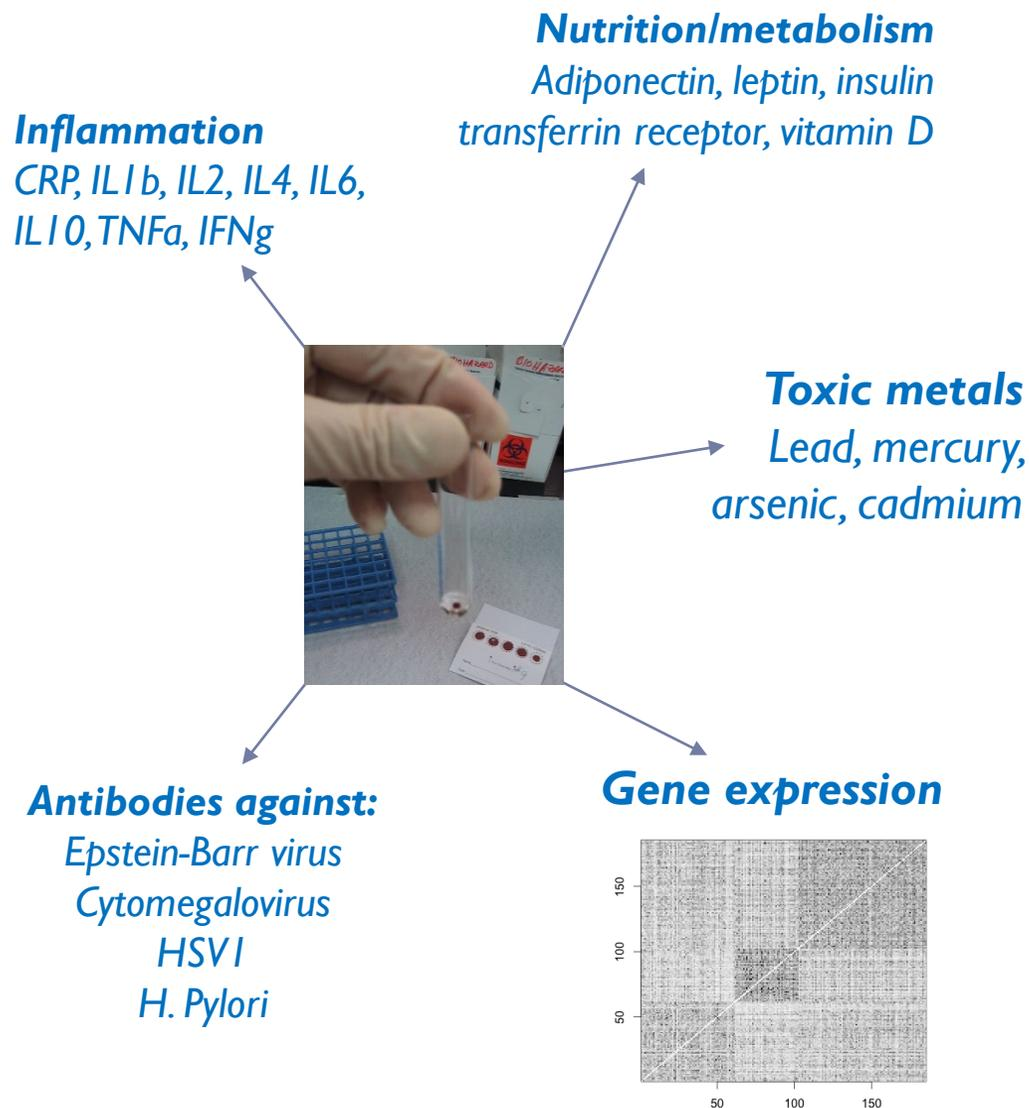 Nutrition/metabolism
Adiponectin, leptin, insulin
transferrin receptor, vitamin D
Inflammation
CRP, IL1b, IL2, IL4, IL6,
IL10, TNFa, IFNg
BIOHAZARD
BIOHAZARD
Toxic metals
Lead, mercury,
arsenic, cadmium
Antibodies against:
Epstein-Barr virus
Cytomegalovirus
HSV1
H. Pylori
Gene expression
150
100
50
50 100 150